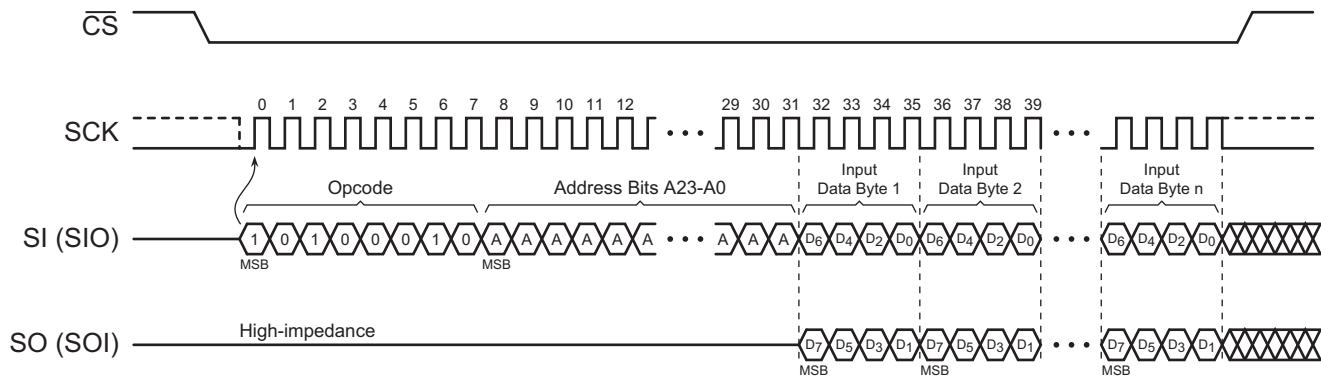 CS
0 1 2 3 4 5 6 7 8 9 10 11 12 29 30 31 32 33 34 35 36 37 38 39
SCK
Opcode Address Bits A23-A0 Input Data Byte 1 Input Data Byte 2 Input Data Byte n
SI (SIO) 1 0 1 0 0 0 1 0 A A A A A A A A A D6 D4 D2 D0 D6 D4 D2 D0 D6 D4 D2 D0
MSB MSB
High-impedance
SO (SOI) D7 D5 D3 D1 D7 D5 D3 D1 D7 D5 D3 D1
MSB MSB MSB